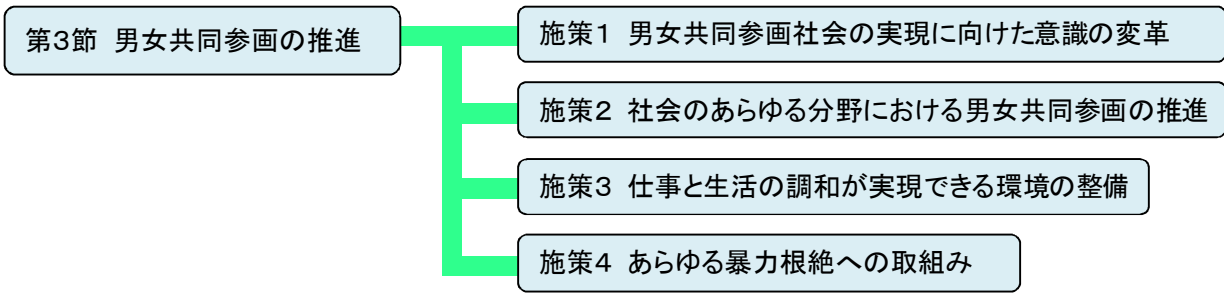 第3節 男女共同参画の推進
施策1 男女共同参画社会の実現に向けた意識の変革
施策2 社会のあらゆる分野における男女共同参画の推進
施策3 仕事と生活の調和が実現できる環境の整備
施策4 あらゆる暴力根絶への取組み